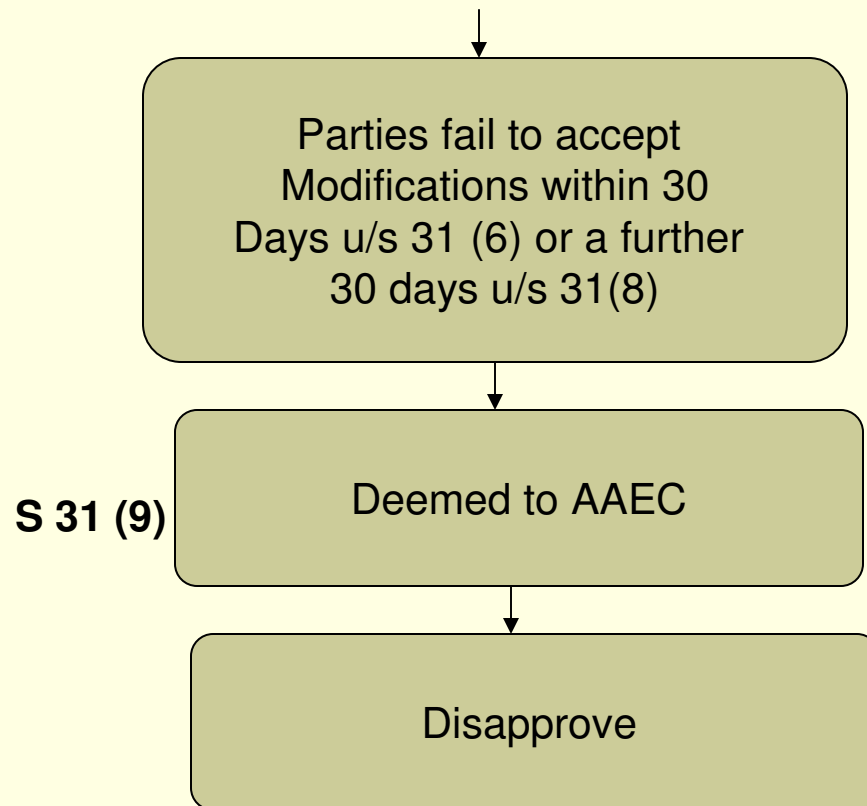 Parties fail to accept
Modifications within 30
Days u/s 31 (6) or a further
30 days u/s 31(8)
S 31 (9)
Deemed to AAEC
Disapprove